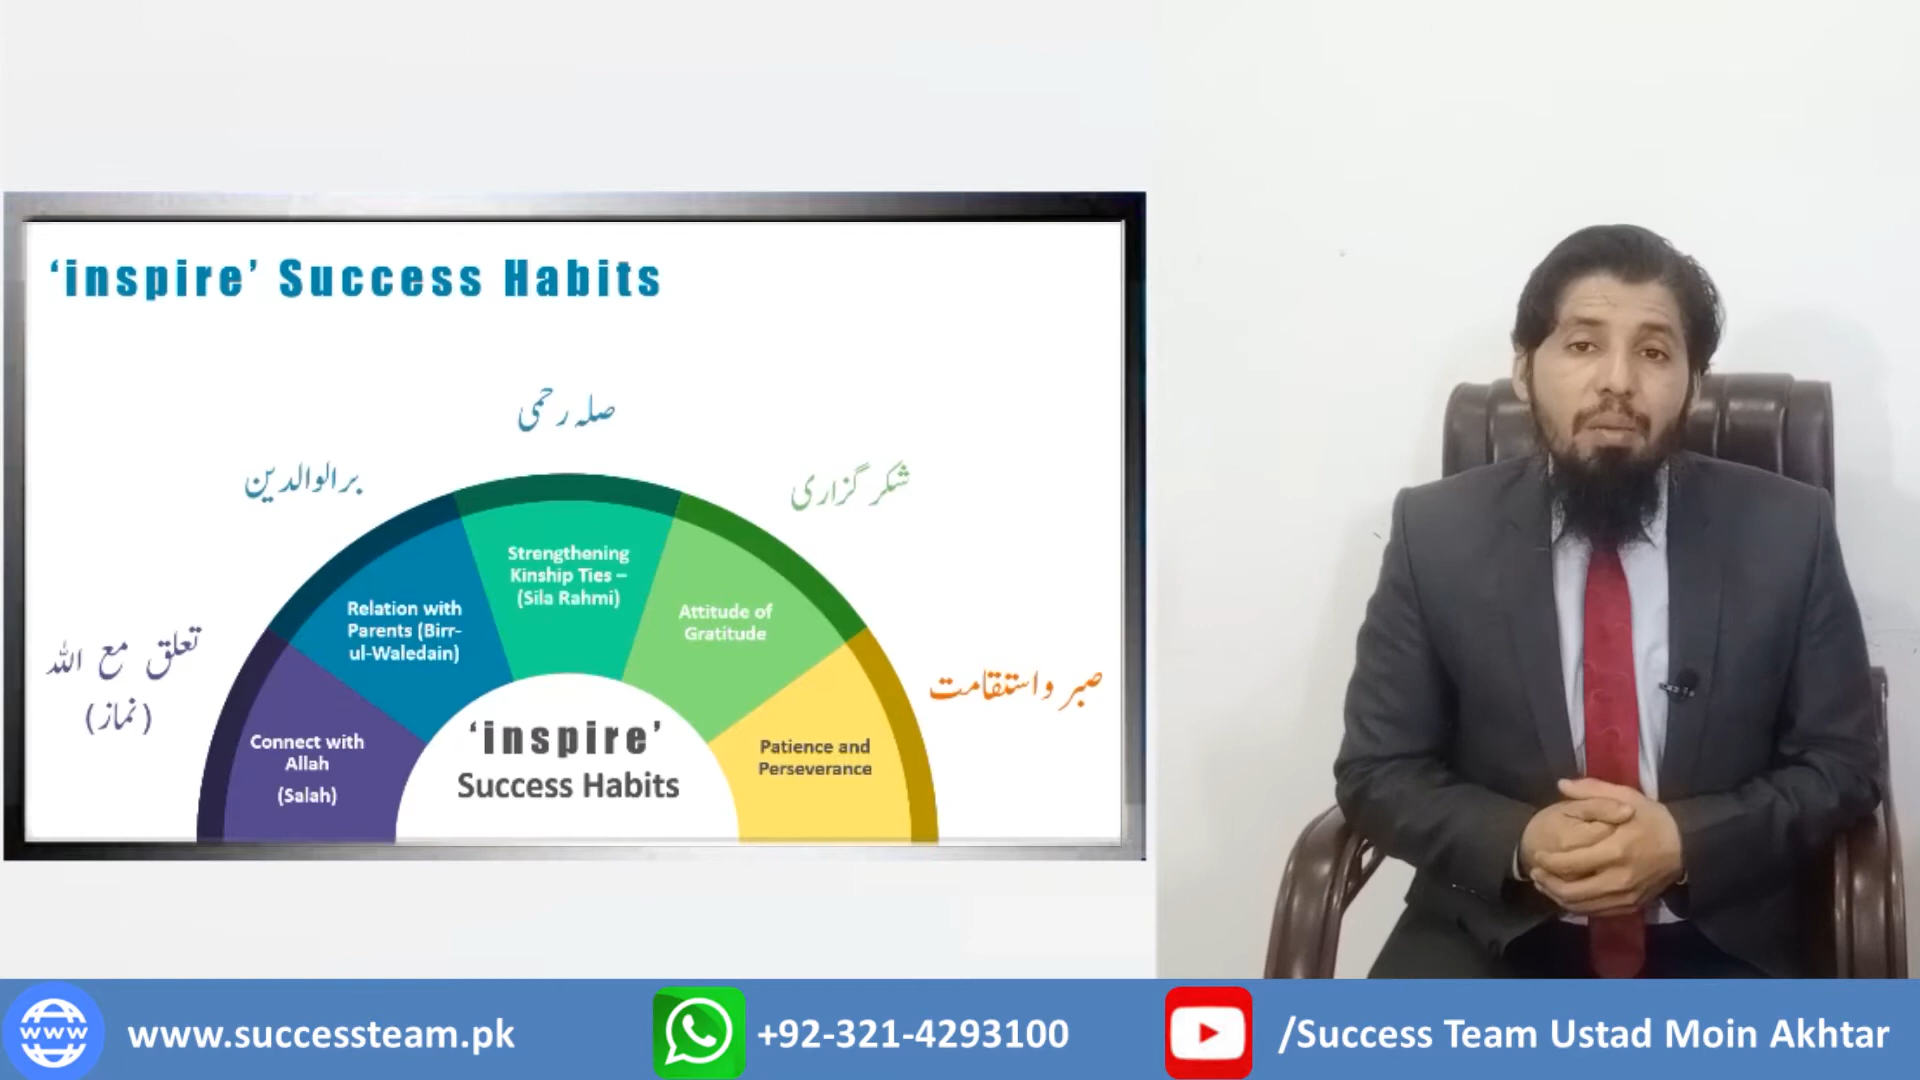 ‘inspire’ Success Habits
صلہ رحمی
برالوالدین
شکر گزاری
تعلق مع اللہ
(نماز)
صبر و استقامت
Connect with
Allah
(Salah)
Relation with
Parents (Birr-
ul-Waledain)
Strengthening
Kinship Ties –
(Sila Rahmi)
Attitude of
Gratitude
Patience and
Perseverance
‘inspire’
Success Habits
www
www.successteam.pk
+92-321-4293100
/Success Team Ustad Moin Akhtar